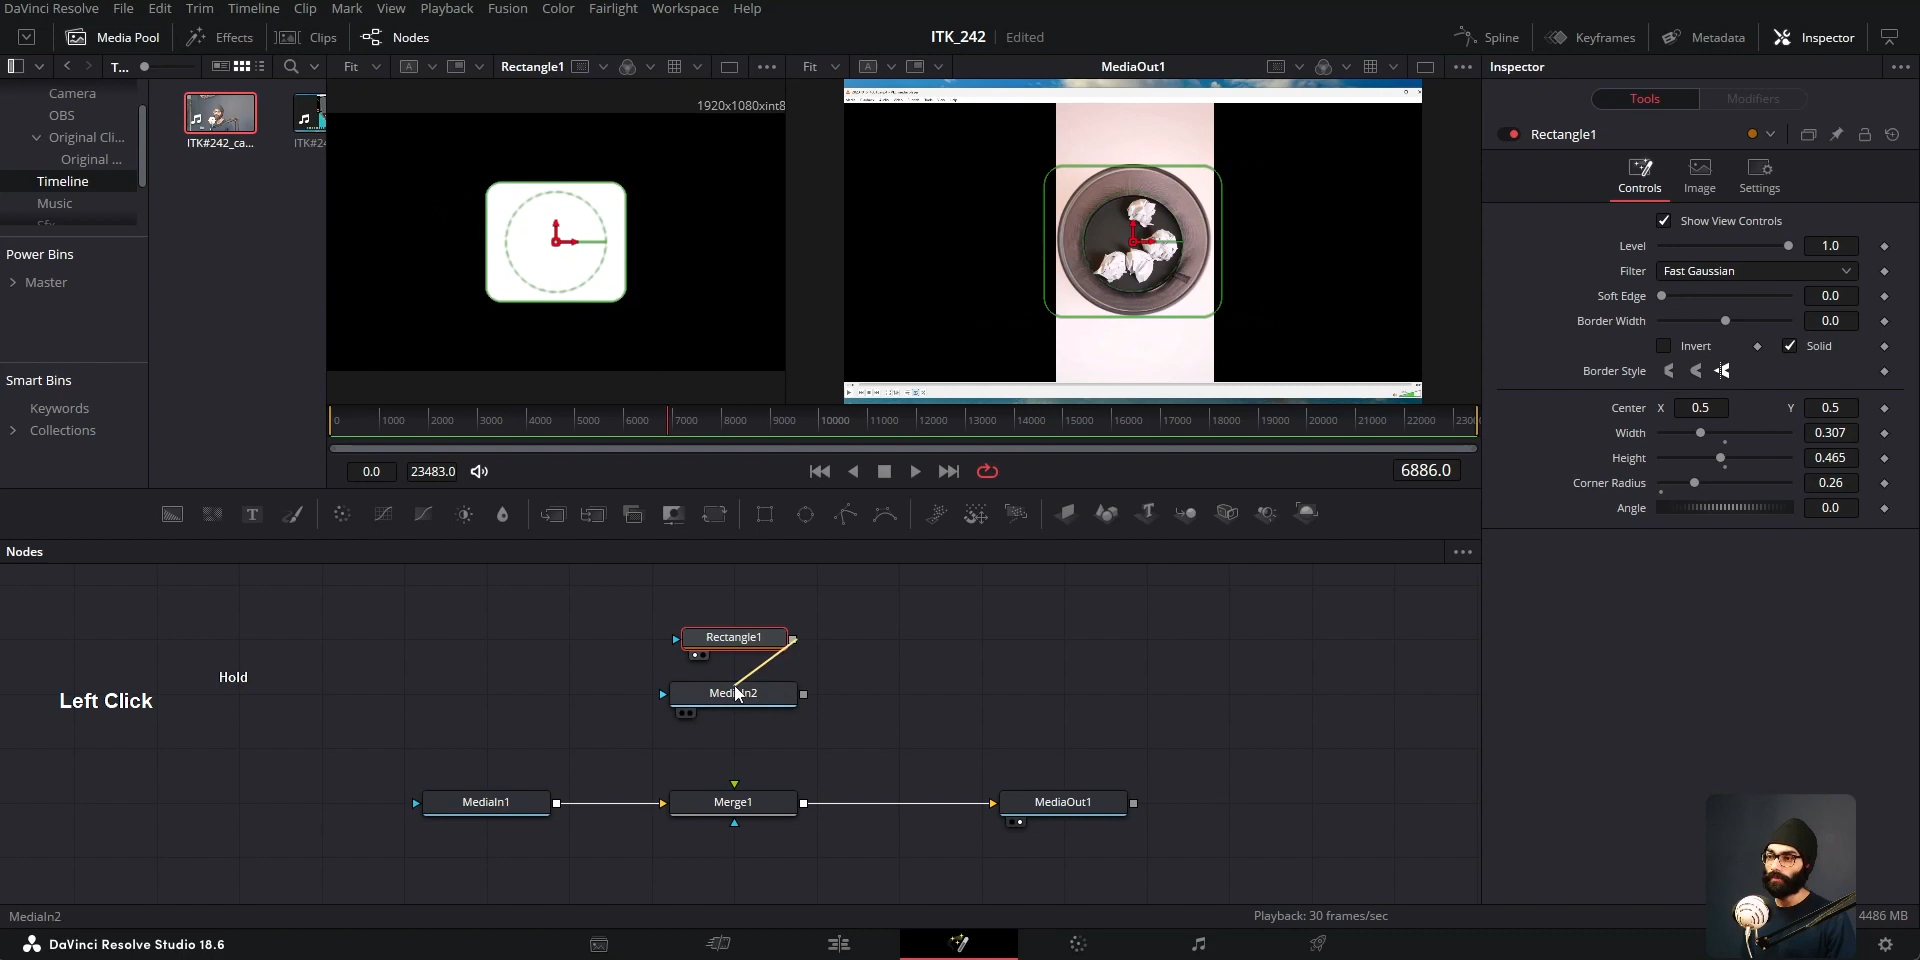 DaVinci Resolve File Edit Trim Timeline Clip Mark View Playback Fusion Color Fairlight Workspace Help
Media Pool Effects Clips Nodes ITK_242 Edited Spline Keyframes Metadata Inspector
T... Fit A Rectangle1 Fit A MediaOut1 Inspector
Camera
OBS
Original Cli...
Original ...
Timeline
Music
Power Bins
Master
Smart Bins
Keywords
Collections
ITK#242_ca...
ITK#24
1920x1080xint8
Tools Modifiers
Rectangle1
Controls Image Settings
Show View Controls
Level 1.0
Filter Fast Gaussian
Soft Edge 0.0
Border Width 0.0
Invert Solid
Border Style
Center X 0.5 Y 0.5
Width 0.307
Height 0.465
Corner Radius 0.26
Angle 0.0
0 1000 2000 3000 4000 5000 6000 7000 8000 9000 10000 11000 12000 13000 14000 15000 16000 17000 18000 19000 20000 21000 22000 2300
0.0 23483.0 6886.0
T T
Nodes
Rectangle1
MediaIn2
MediaIn1 Merge1 MediaOut1
Hold
Left Click
MediaIn2 Playback: 30 frames/sec 4486 MB
DaVinci Resolve Studio 18.6